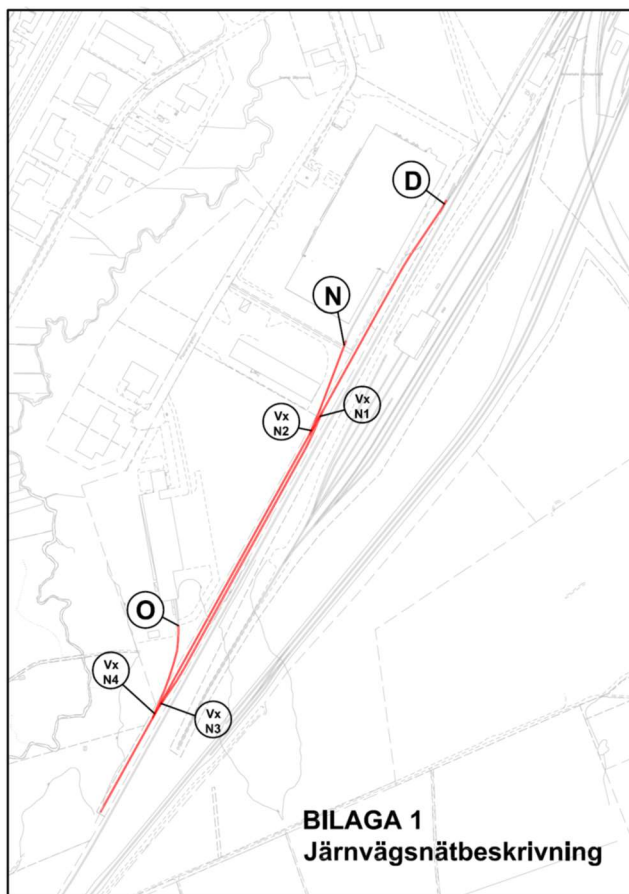 D
N
Vx
N1
Vx
N2
O
Vx
N4
Vx
N3
BILAGA 1
Järnvägsnätbeskrivning